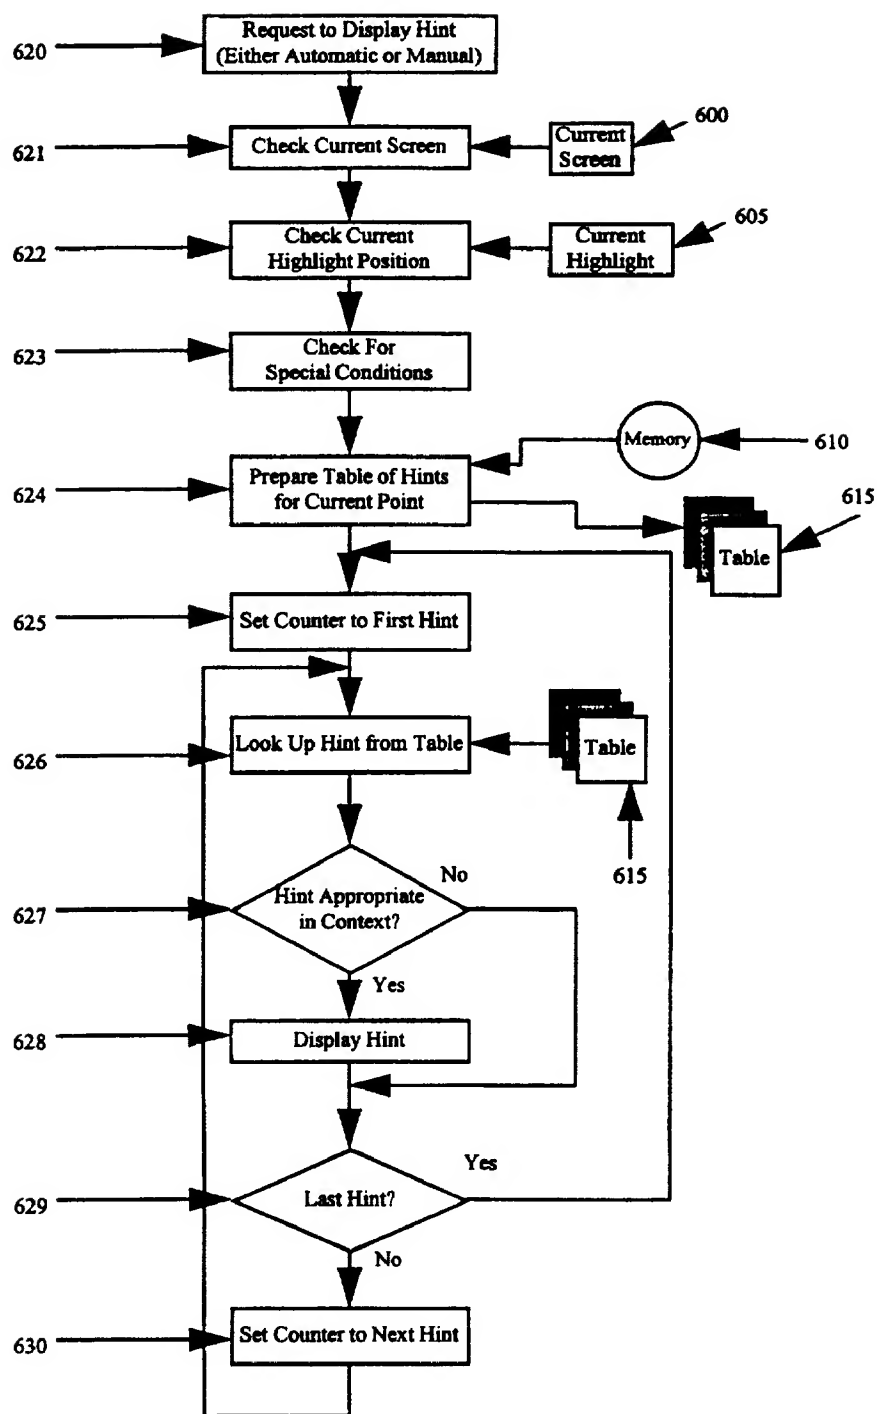 620
Request to Display Hint
(Either Automatic or Manual)
600
621
Check Current Screen
Current
Screen
605
622
Check Current
Highlight Position
Current
Highlight
623
Check For
Special Conditions
Memory
610
624
Prepare Table of Hints
for Current Point
615
Table
625
Set Counter to First Hint
626
Look Up Hint from Table
Table
615
627
Hint Appropriate
in Context?
No
Yes
628
Display Hint
629
Last Hint?
Yes
No
630
Set Counter to Next Hint